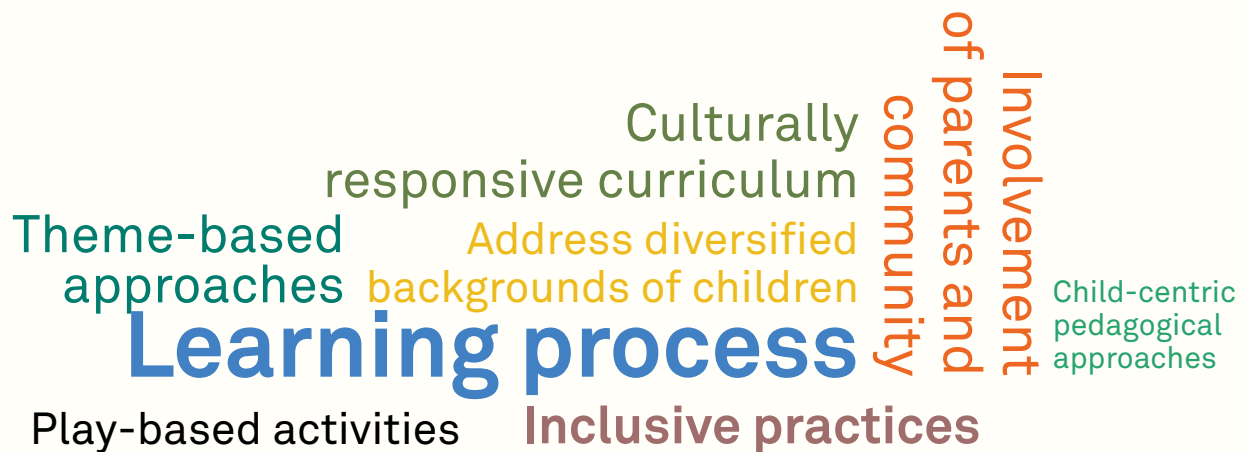 Culturally
responsive curriculum
Theme-based
approaches
Address diversified
backgrounds of children
Involvement
of parents and
community
Child-centric
pedagogical
approaches
Learning process
Play-based activities
Inclusive practices